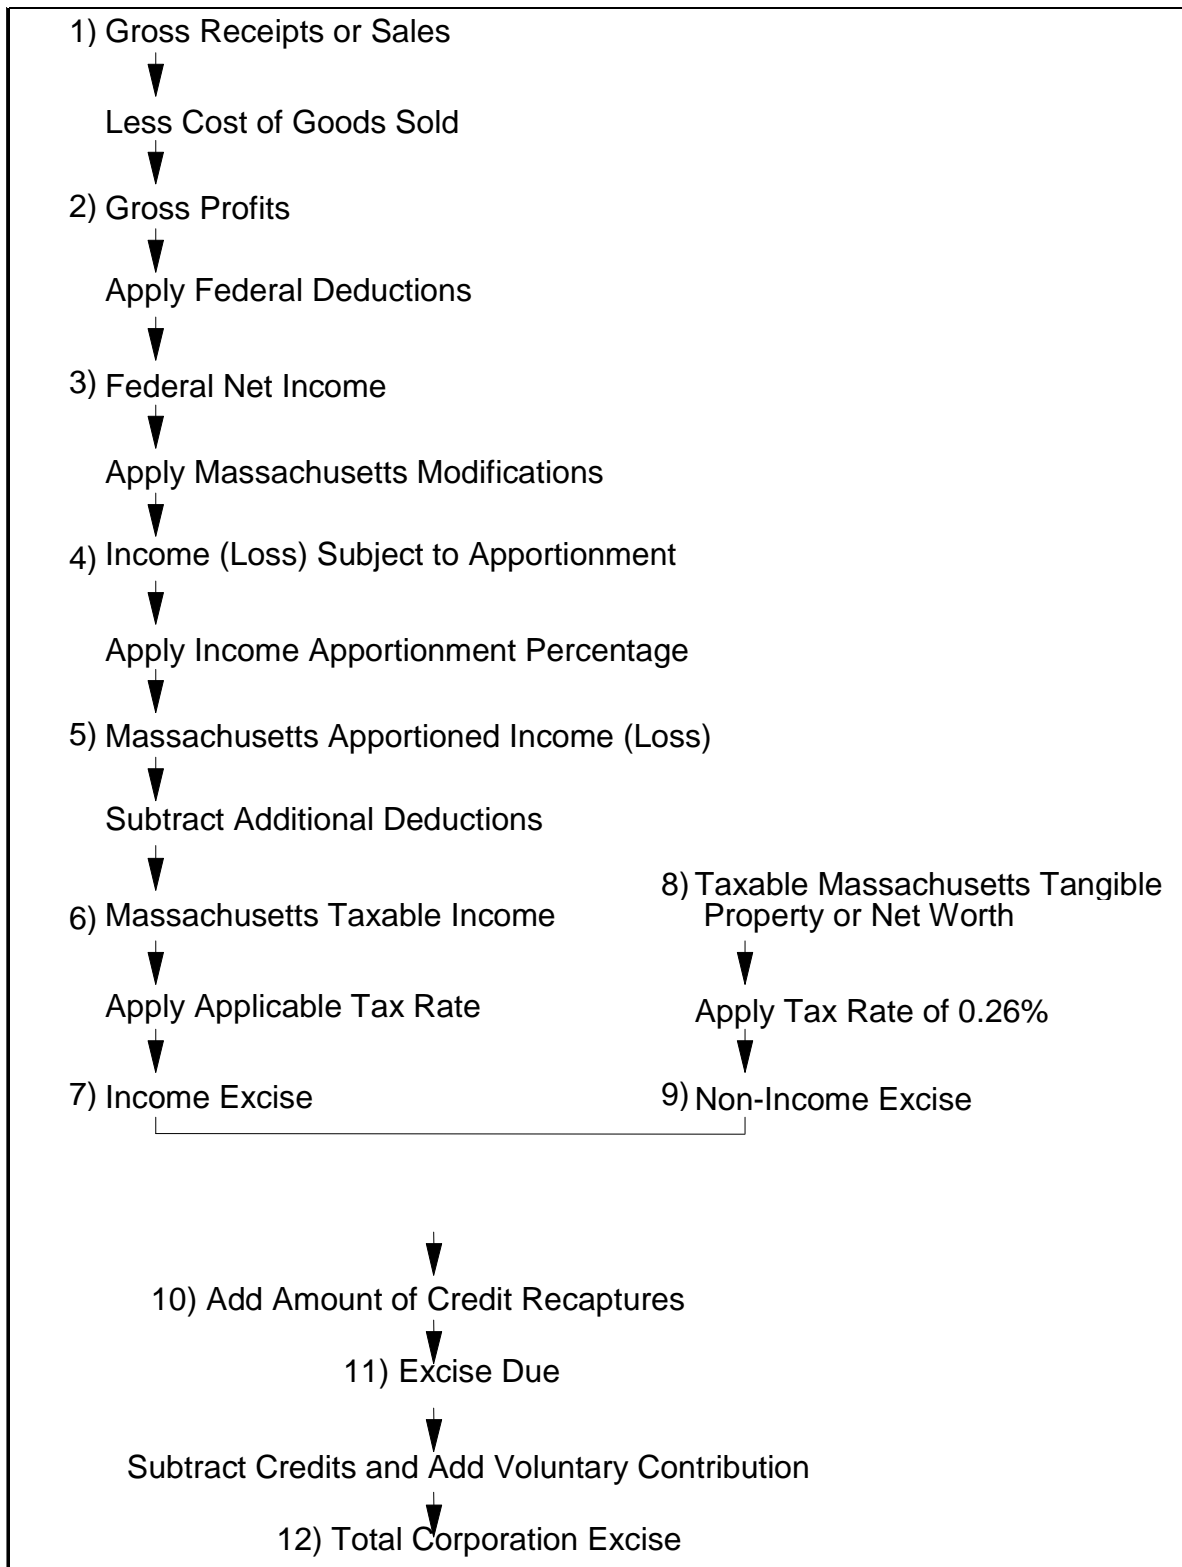 1) Gross Receipts or Sales
Less Cost of Goods Sold
2) Gross Profits
Apply Federal Deductions
3) Federal Net Income
Apply Massachusetts Modifications
4) Income (Loss) Subject to Apportionment
Apply Income Apportionment Percentage
5) Massachusetts Apportioned Income (Loss)
Subtract Additional Deductions
6) Massachusetts Taxable Income
Apply Applicable Tax Rate
7) Income Excise
8) Taxable Massachusetts Tangible
Property or Net Worth
Apply Tax Rate of 0.26%
9) Non-Income Excise
10) Add Amount of Credit Recaptures
11) Excise Due
Subtract Credits and Add Voluntary Contribution
12) Total Corporation Excise